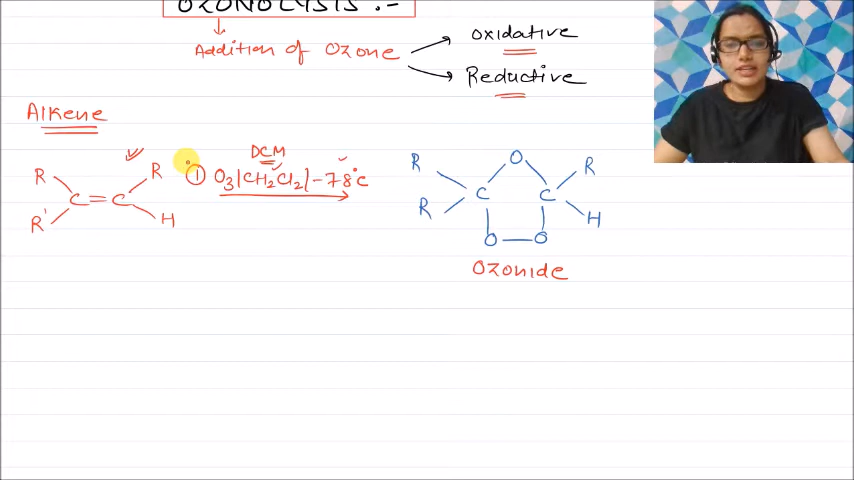 OZONOLYSIS :-
Addition of Ozone
oxidative
Reductive
Alkene
R R
C = C
R' H
DCM
① O3/CH2Cl2/-78°C
R O R
C C
R H
O — O
Ozonide